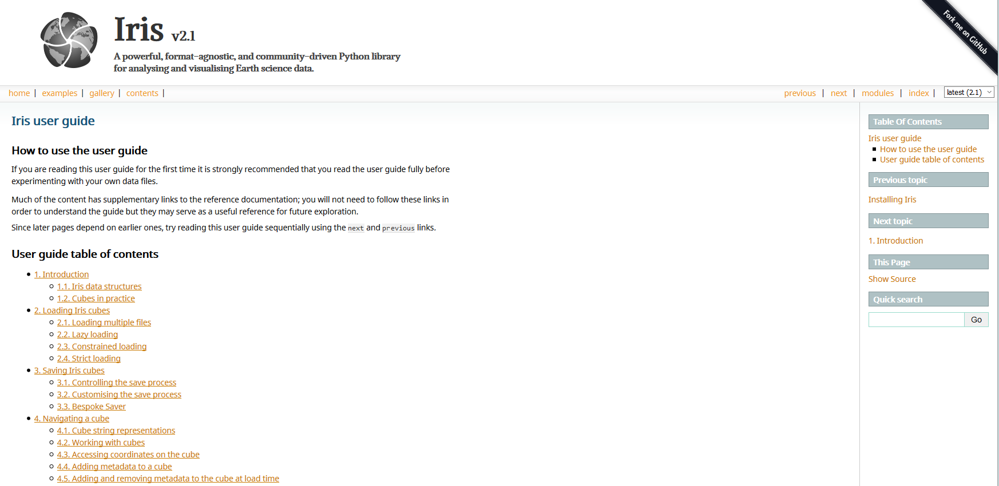 Iris v2.1
A powerful, format-agnostic, and community-driven Python library
for analysing and visualising Earth science data.
Fork me on GitHub
home | examples | gallery | contents |
previous | next | modules | index | latest (2.1)
Iris user guide
How to use the user guide
If you are reading this user guide for the first time it is strongly recommended that you read the user guide fully before
experimenting with your own data files.
Much of the content has supplementary links to the reference documentation; you will not need to follow these links in
order to understand the guide but they may serve as a useful reference for future exploration.
Since later pages depend on earlier ones, try reading this user guide sequentially using the next and previous links.
User guide table of contents
1. Introduction
1.1. Iris data structures
1.2. Cubes in practice
2. Loading Iris cubes
2.1. Loading multiple files
2.2. Lazy loading
2.3. Constrained loading
2.4. Strict loading
3. Saving Iris cubes
3.1. Controlling the save process
3.2. Customising the save process
3.3. Bespoke Saver
4. Navigating a cube
4.1. Cube string representations
4.2. Working with cubes
4.3. Accessing coordinates on the cube
4.4. Adding metadata to a cube
4.5. Adding and removing metadata to the cube at load time
Table Of Contents
Iris user guide
How to use the user guide
User guide table of contents
Previous topic
Installing Iris
Next topic
1. Introduction
This Page
Show Source
Quick search
Go